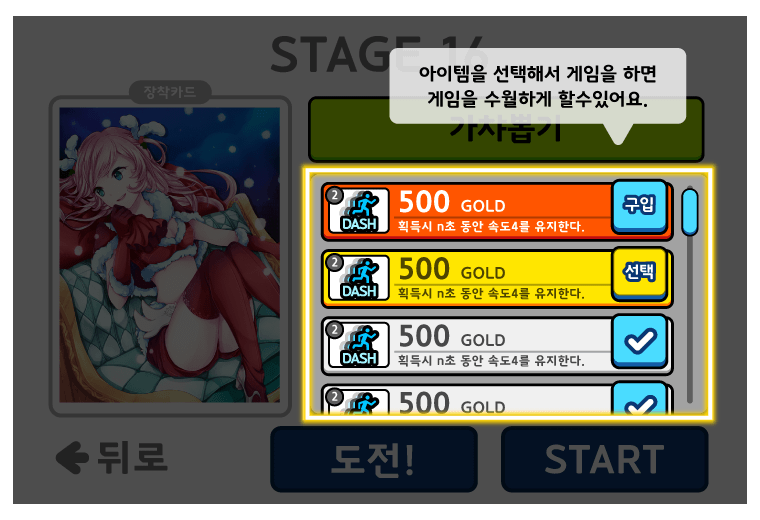 STAGE 16
아이템을 선택해서 게임을 하면
게임을 수월하게 할수있어요.
장착카드
가챠뽑기
2
DASH
500 GOLD
획득시 n초 동안 속도4를 유지한다.
구입
2
DASH
500 GOLD
획득시 n초 동안 속도4를 유지한다.
선택
2
DASH
500 GOLD
획득시 n초 동안 속도4를 유지한다.
2
500 GOLD
뒤로
도전!
START